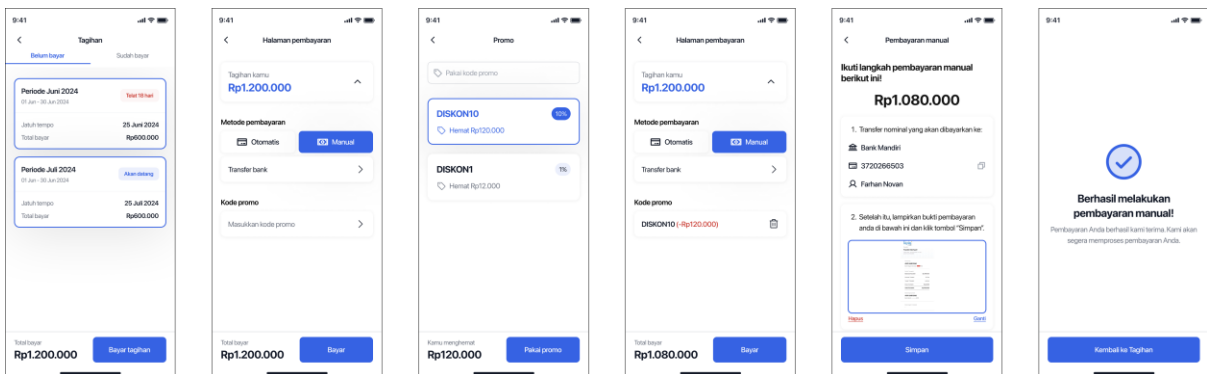 9:41
Tagihan
Belum bayar
Sudah bayar
Periode Juni 2024
Telat 18 hari
01 Jun - 30 Jun 2024
Jatuh tempo
25 Juni 2024
Total bayar
Rp600.000
Periode Juli 2024
Akan datang
Jatuh tempo
25 Juli 2024
Total bayar
Rp600.000
Total bayar
Rp1.200.000
Bayar tagihan
9:41
Halaman pembayaran
Tagihan kamu
Rp1.200.000
Metode pembayaran
Otomatis
Manual
Transfer bank
Kode promo
Masukkan kode promo
Total bayar
Rp1.200.000
Bayar
9:41
Promo
Pakai kode promo
DISKON10
10%
Hemat Rp120.000
DISKON1
1%
Hemat Rp12.000
Kamu menghemat
Rp120.000
Pakai promo
9:41
Halaman pembayaran
Tagihan kamu
Rp1.200.000
Metode pembayaran
Otomatis
Manual
Transfer bank
Kode promo
DISKON10 (-Rp120.000)
Total bayar
Rp1.080.000
Bayar
9:41
Pembayaran manual
Ikuti langkah pembayaran manual
berikut ini!
Rp1.080.000
1. Transfer nominal yang akan dibayarkan ke:
Bank Mandiri
3720266503
Farhan Novan
2. Setelah itu, lampirkan bukti pembayaran
anda di bawah ini dan klik tombol "Simpan".
Hapus
Ganti
Simpan
9:41
Berhasil melakukan
pembayaran manual!
Pembayaran Anda berhasil kami terima. Kami akan
segera memproses pembayaran Anda.
Kembali ke Tagihan